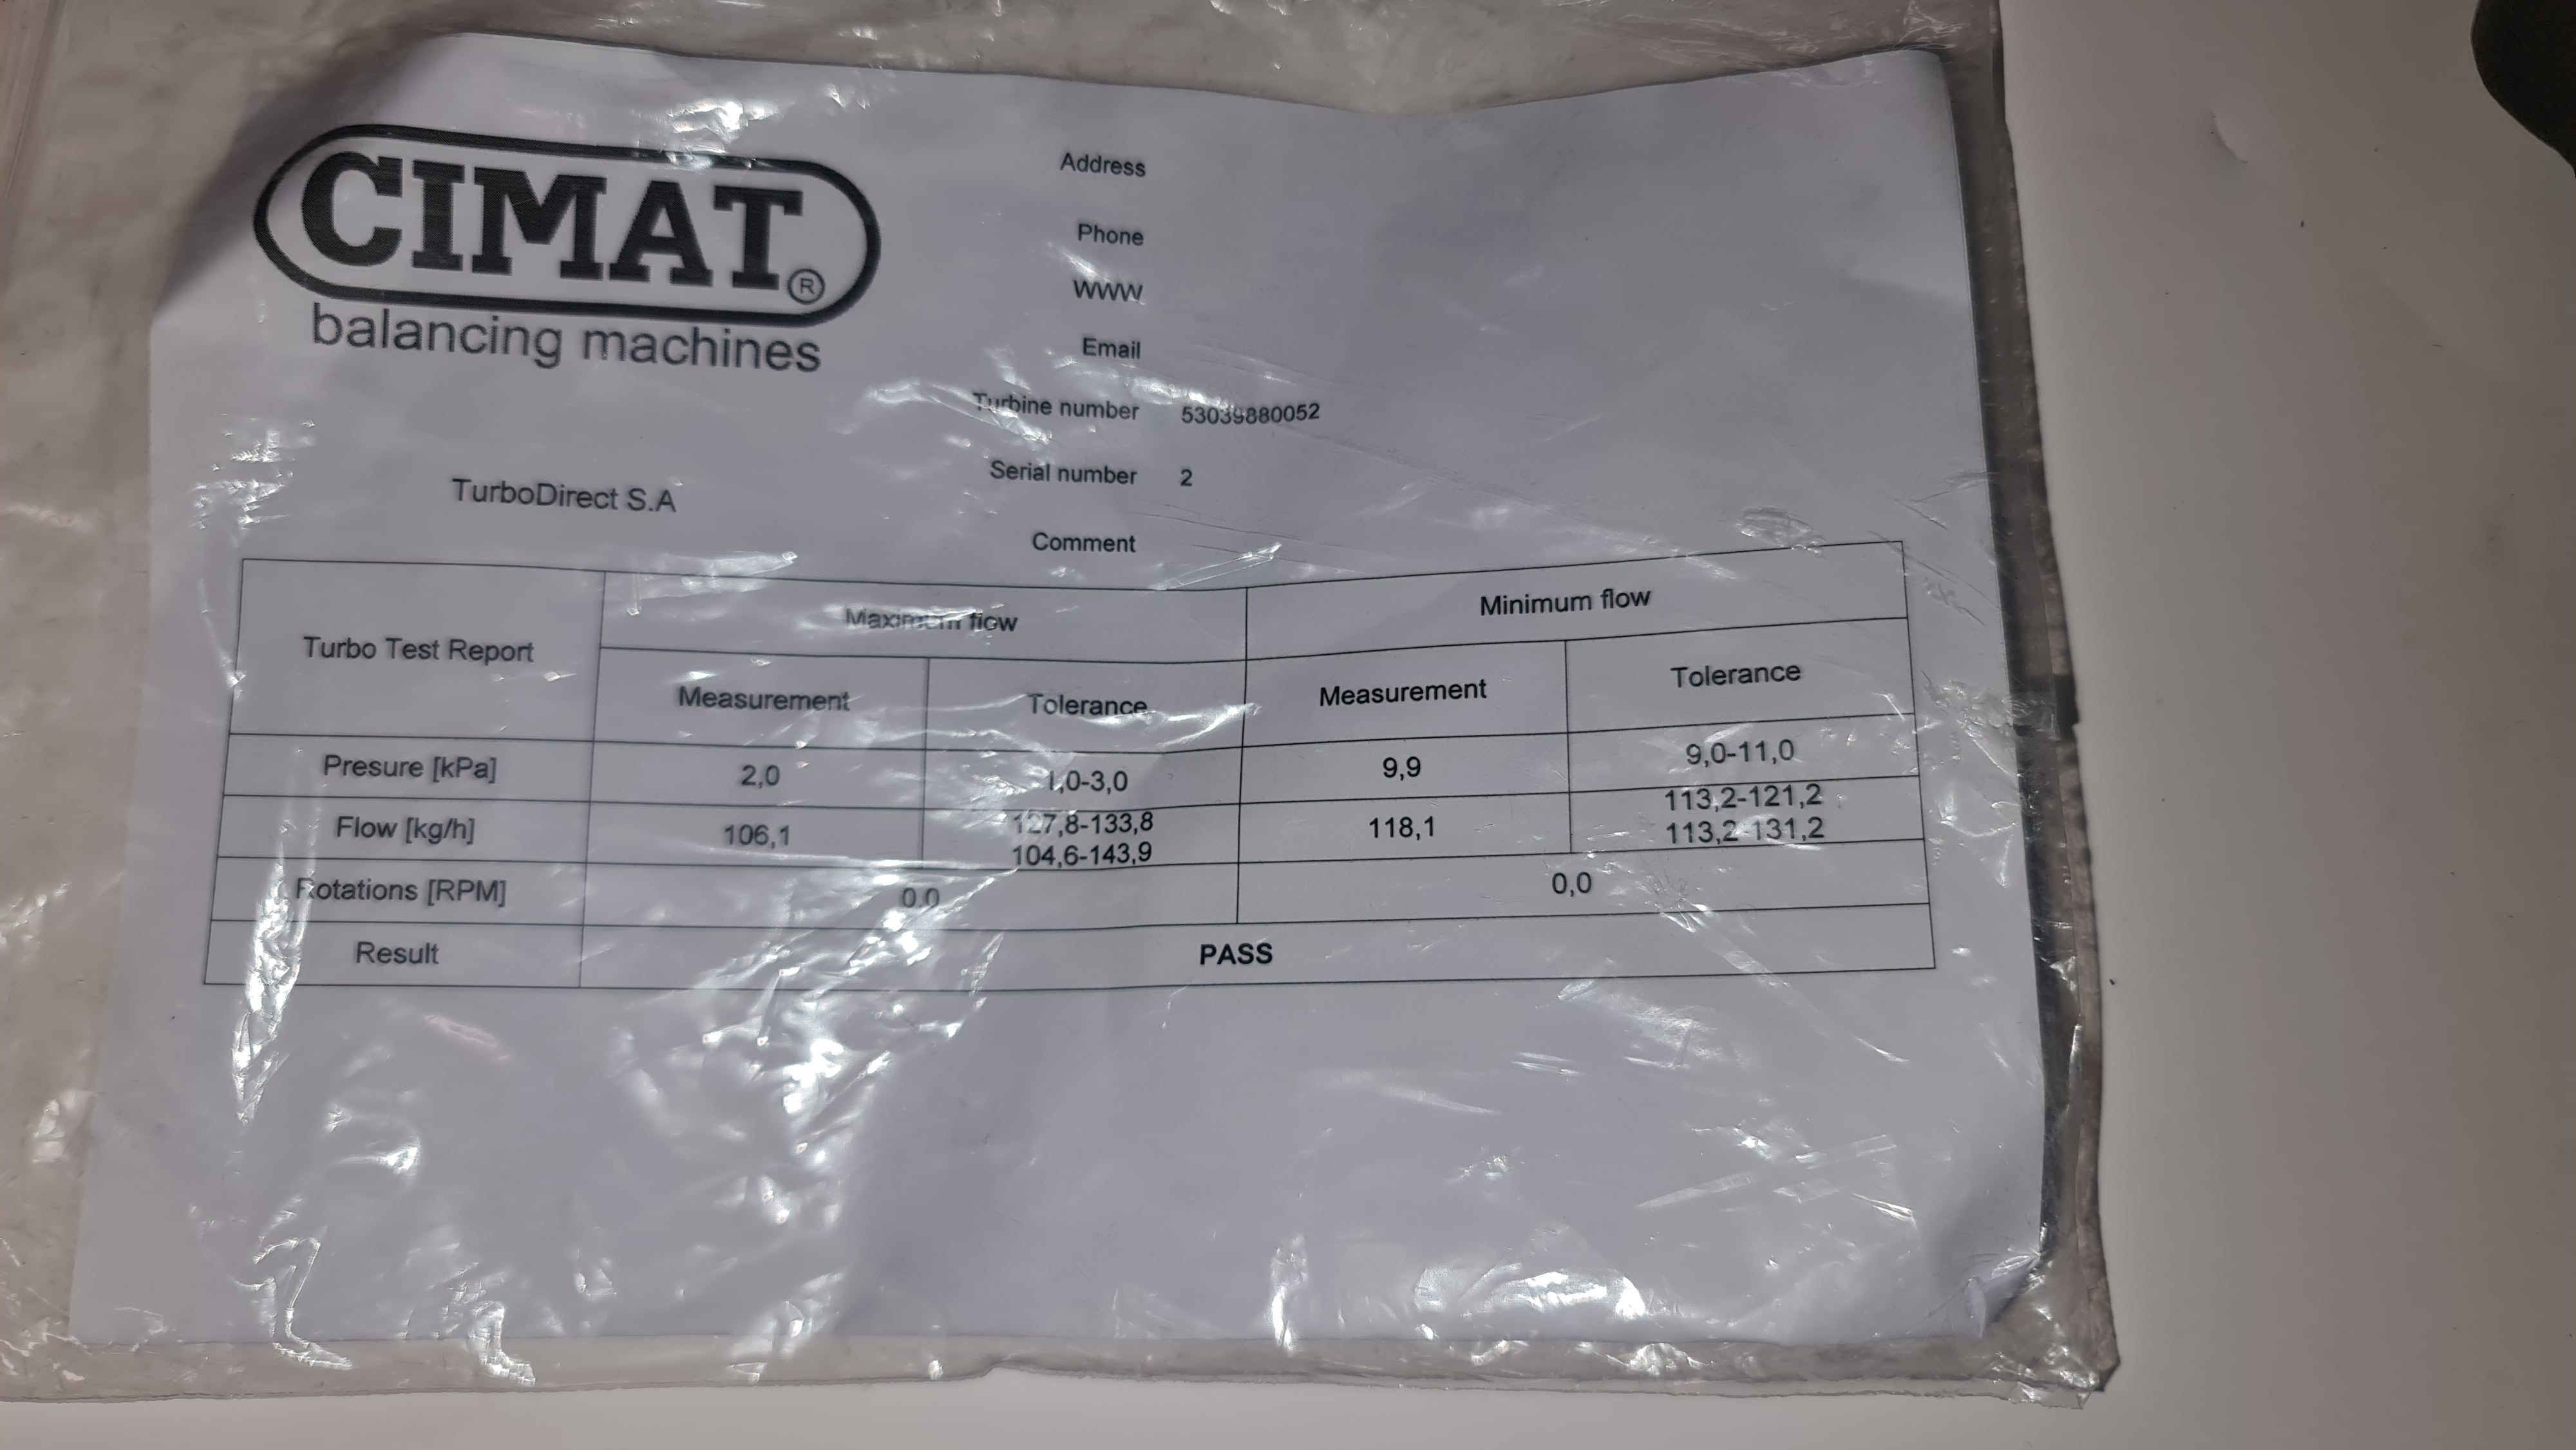 CIMAT®
balancing machines
Address
Phone
WWW
Email
Turbine number 53039880052
Serial number 2
TurboDirect S.A
Comment
Turbo Test Report
Maximum flow
Minimum flow
Measurement
Tolerance
Measurement
Tolerance
Presure [kPa] 2,0 1,0-3,0 9,9 9,0-11,0
Flow [kg/h] 106,1 127,8-133,8 118,1 113,2-121,2
104,6-143,9 113,2-131,2
Rotations [RPM] 0,0 0,0
Result PASS